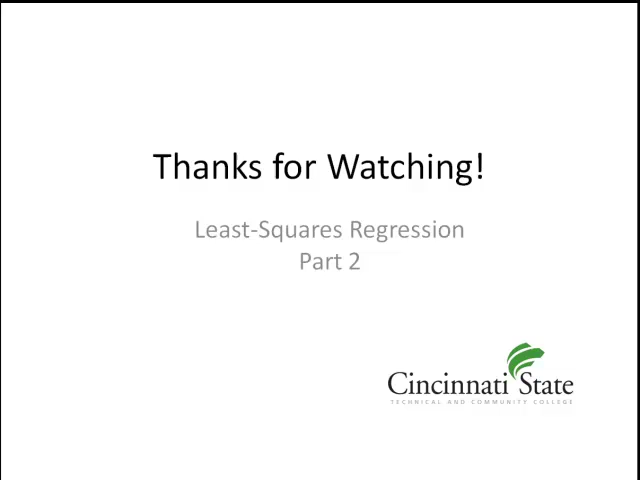 Thanks for Watching!
Least-Squares Regression
Part 2
Cincinnati State
TECHNICAL AND COMMUNITY COLLEGE